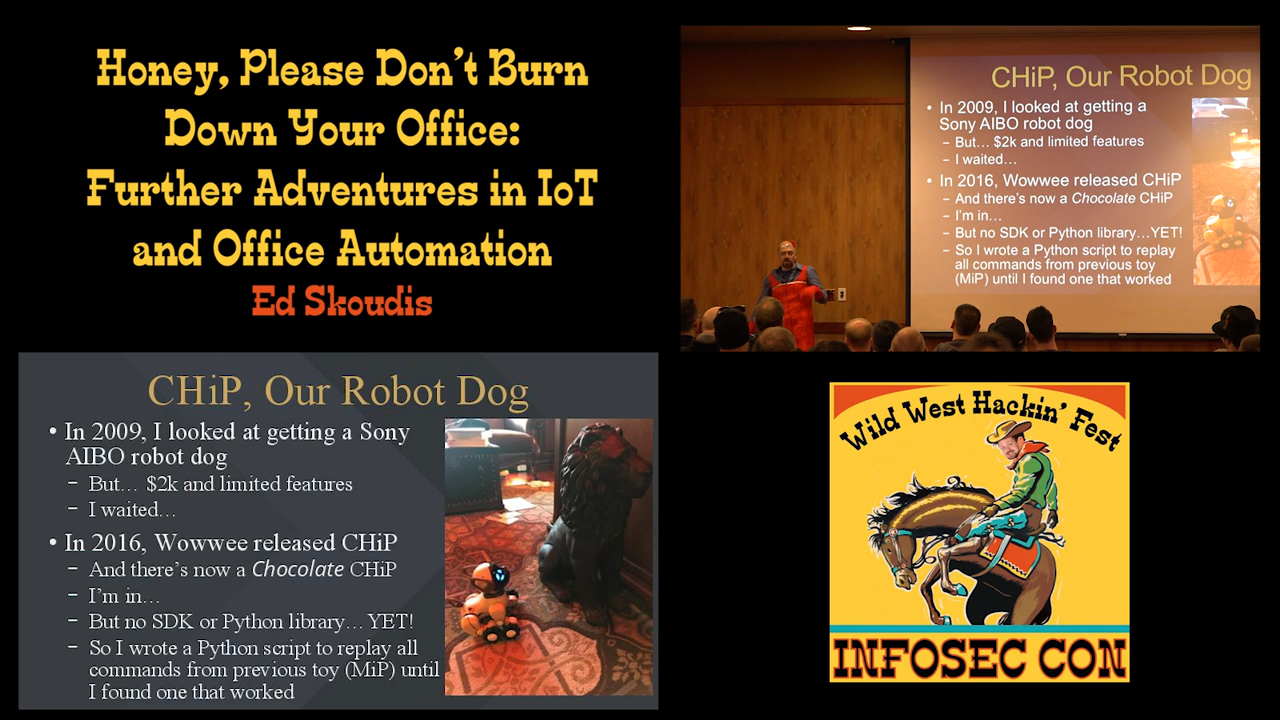 Honey, Please Don't Burn
Down Your Office:
Further Adventures in IoT
and Office Automation
Ed Skoudis
CHiP, Our Robot Dog
• In 2009, I looked at getting a
Sony AIBO robot dog
– But... $2k and limited features
– I waited...
• In 2016, Wowwee released CHiP
– And there's now a Chocolate CHiP
– I'm in...
– But no SDK or Python library...YET!
– So I wrote a Python script to replay
all commands from previous toy
(MiP) until I found one that worked
CHiP, Our Robot Dog
• In 2009, I looked at getting a Sony
AIBO robot dog
– But... $2k and limited features
– I waited...
• In 2016, Wowwee released CHiP
– And there's now a Chocolate CHiP
– I'm in...
– But no SDK or Python library... YET!
– So I wrote a Python script to replay all
commands from previous toy (MiP) until
I found one that worked
Wild West Hackin' Fest
INFOSEC CON